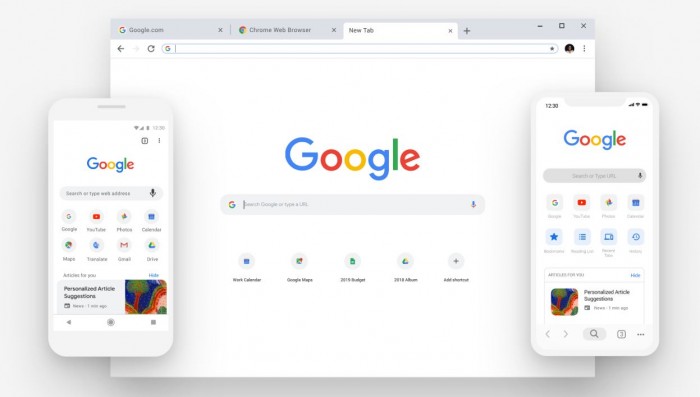 Google.com
Chrome Web Browser
New Tab
Google
Search Google or type a URL
Work Calendar
Google Maps
2019 Budget
2018 Album
Add shortcut
12:30
3
Google
Search or type web address
Google
YouTube
Photos
Calendar
Maps
Translate
Gmail
Drive
Articles for you
Hide
Personalized Article
Suggestions
News · 1 min ago
12:30
Google
Search or Type URL
Google
YouTube
Photos
Calendar
Bookmarks
Reading List
Recent
Tabs
History
ARTICLES FOR YOU
Hide
Personalized Article
Suggestions
News · 1 min ago
3